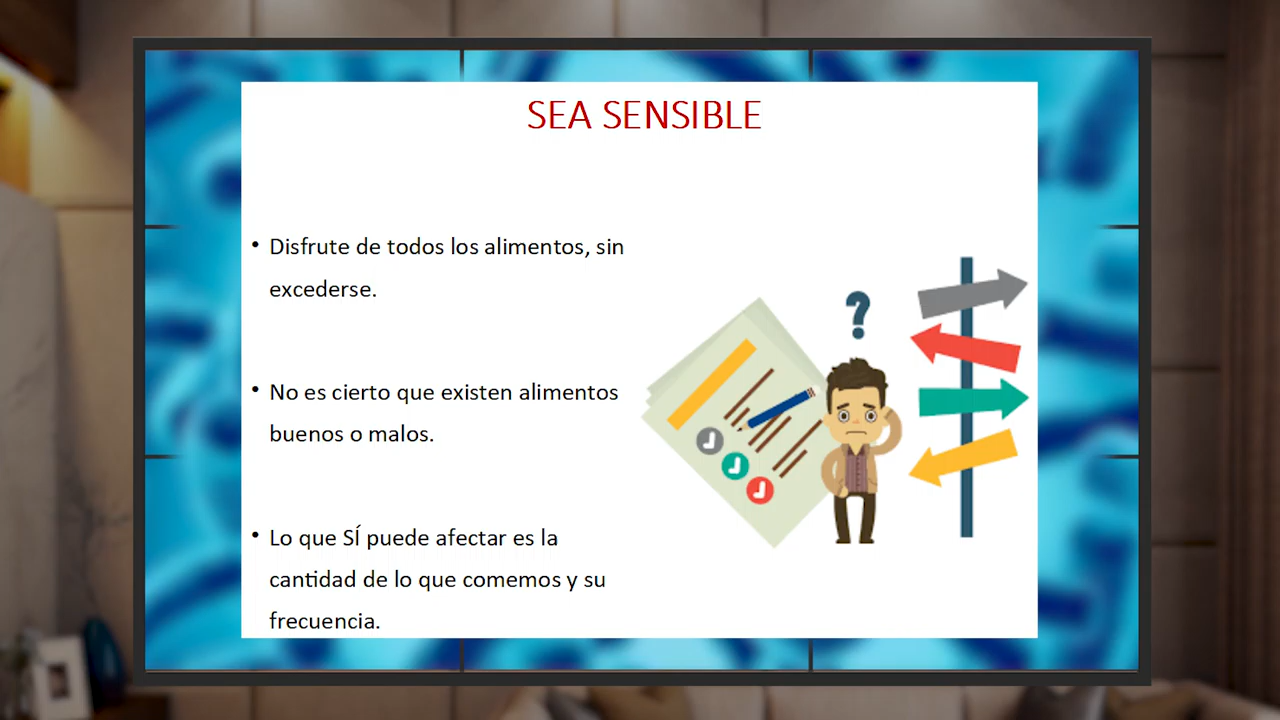 SEA SENSIBLE
• Disfrute de todos los alimentos, sin
excederse.
• No es cierto que existen alimentos
buenos o malos.
• Lo que SÍ puede afectar es la
cantidad de lo que comemos y su
frecuencia.
?